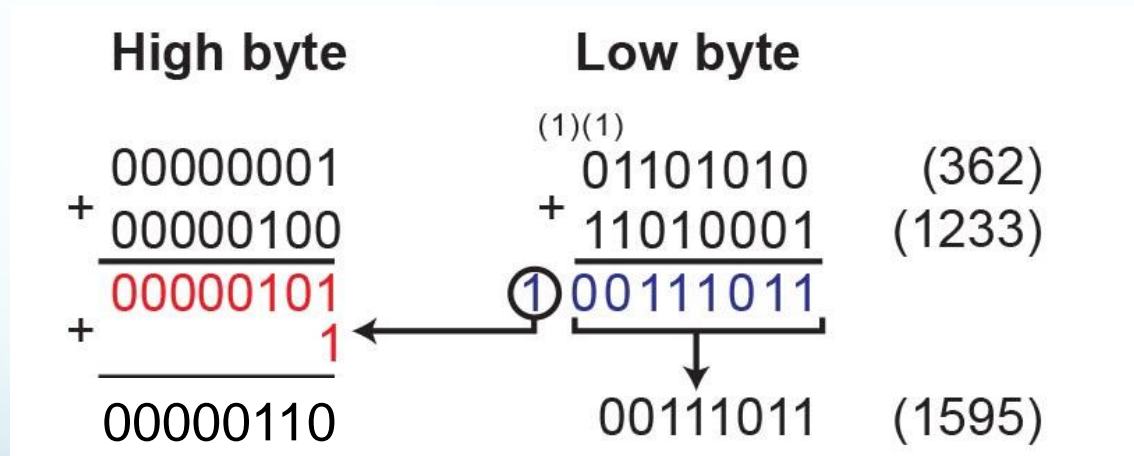 High byte Low byte
(1)(1)
00000001 01101010 (362)
+ +
00000100 11010001 (1233)
00000101 1 00111011
+
1
00000110 00111011 (1595)